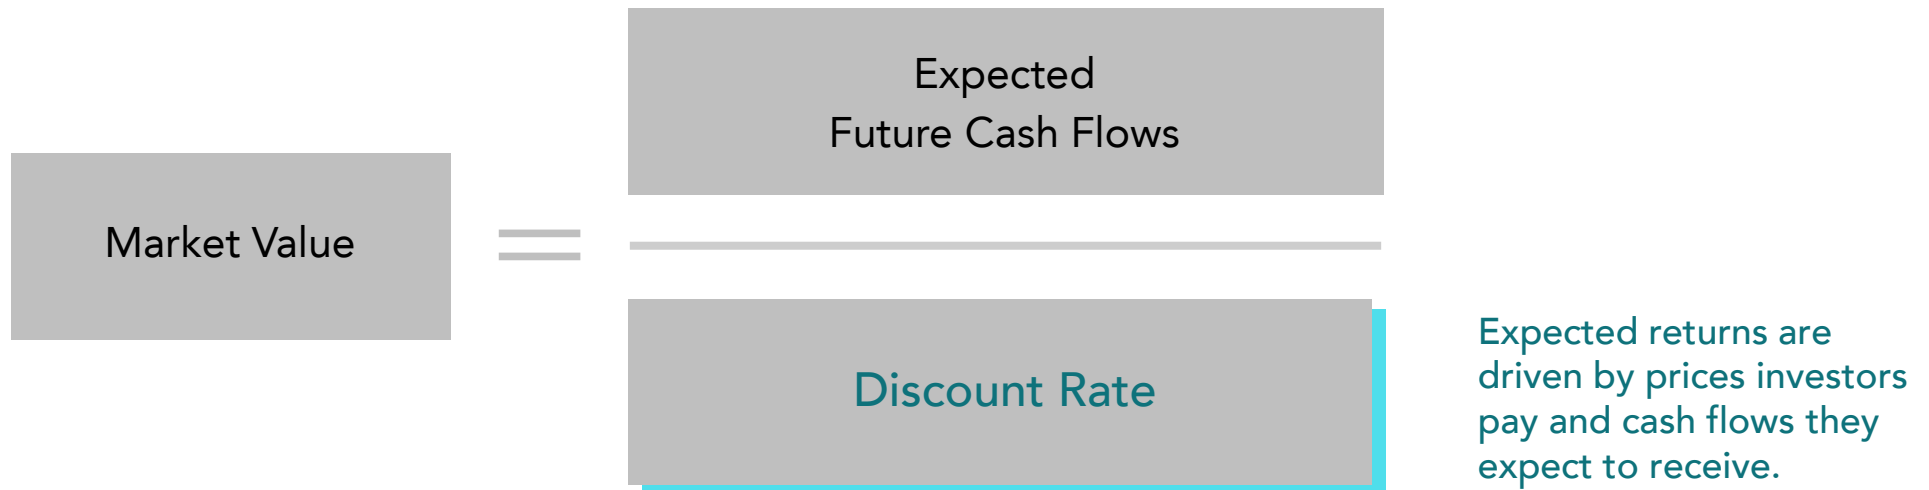 Expected
Future Cash Flows
Market Value
Discount Rate
Expected returns are
driven by prices investors
pay and cash flows they
expect to receive.